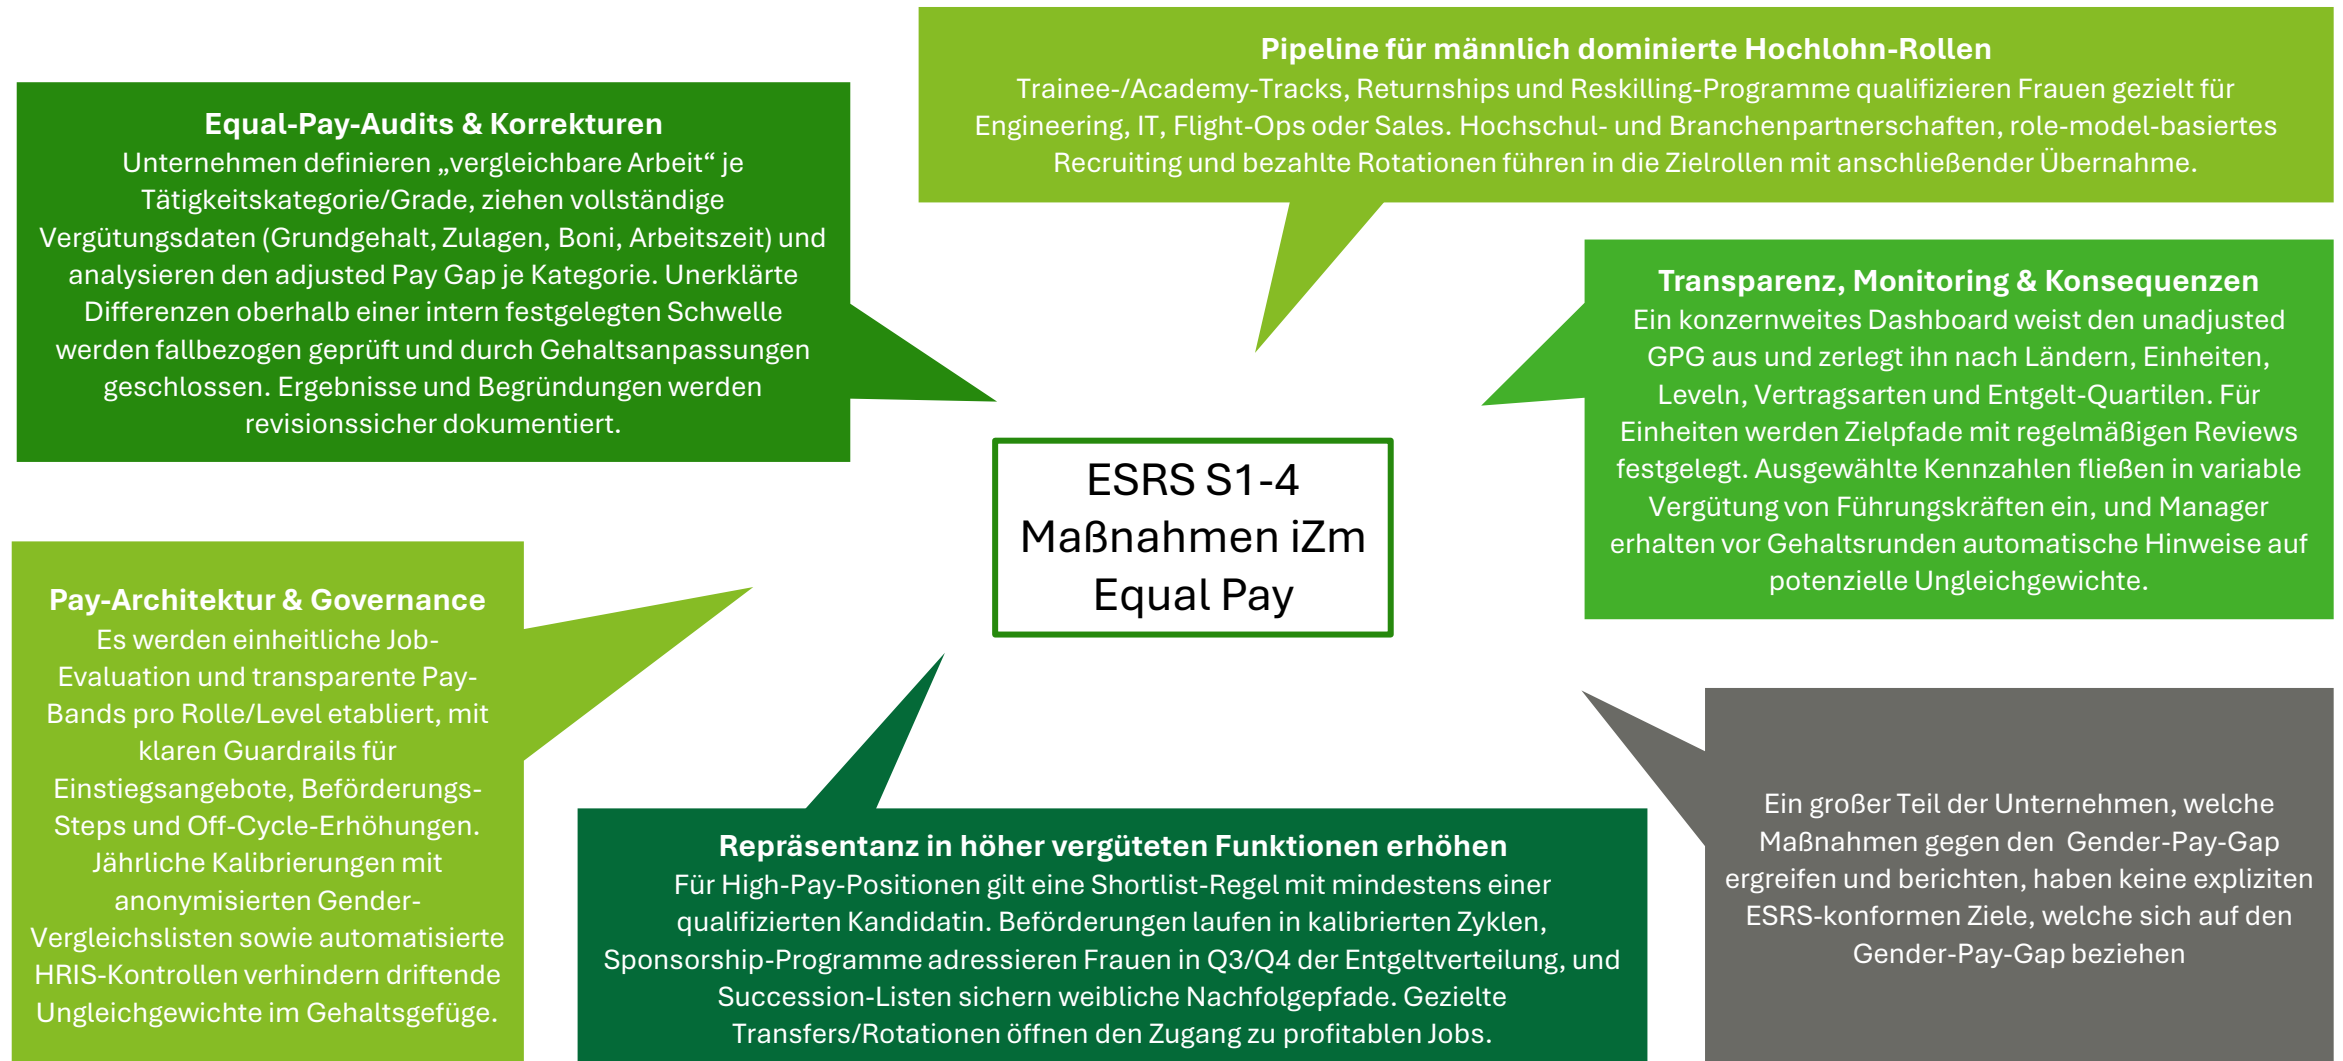 Pipeline für männlich dominierte Hochlohn-Rollen
Trainee-/Academy-Tracks, Returnships und Reskilling-Programme qualifizieren Frauen gezielt für
Engineering, IT, Flight-Ops oder Sales. Hochschul- und Branchenpartnerschaften, role-model-basiertes
Recruiting und bezahlte Rotationen führen in die Zielrollen mit anschließender Übernahme.
Equal-Pay-Audits & Korrekturen
Unternehmen definieren „vergleichbare Arbeit“ je
Tätigkeitskategorie/Grade, ziehen vollständige
Vergütungsdaten (Grundgehalt, Zulagen, Boni, Arbeitszeit) und
analysieren den adjusted Pay Gap je Kategorie. Unerklärte
Differenzen oberhalb einer intern festgelegten Schwelle
werden fallbezogen geprüft und durch Gehaltsanpassungen
geschlossen. Ergebnisse und Begründungen werden
revisionssicher dokumentiert.
Transparenz, Monitoring & Konsequenzen
Ein konzernweites Dashboard weist den unadjusted
GPG aus und zerlegt ihn nach Ländern, Einheiten,
Leveln, Vertragsarten und Entgelt-Quartilen. Für
Einheiten werden Zielpfade mit regelmäßigen Reviews
festgelegt. Ausgewählte Kennzahlen fließen in variable
Vergütung von Führungskräften ein, und Manager
erhalten vor Gehaltsrunden automatische Hinweise auf
potenzielle Ungleichgewichte.
ESRS S1-4
Maßnahmen iZm
Equal Pay
Pay-Architektur & Governance
Es werden einheitliche Job-
Evaluation und transparente Pay-
Bands pro Rolle/Level etabliert, mit
klaren Guardrails für
Einstiegsangebote, Beförderungs-
Steps und Off-Cycle-Erhöhungen.
Jährliche Kalibrierungen mit
anonymisierten Gender-
Vergleichslisten sowie automatisierte
HRIS-Kontrollen verhindern driftende
Ungleichgewichte im Gehaltsgefüge.
Repräsentanz in höher vergüteten Funktionen erhöhen
Für High-Pay-Positionen gilt eine Shortlist-Regel mit mindestens einer
qualifizierten Kandidatin. Beförderungen laufen in kalibrierten Zyklen,
Sponsorship-Programme adressieren Frauen in Q3/Q4 der Entgeltverteilung, und
Succession-Listen sichern weibliche Nachfolgepfade. Gezielte
Transfers/Rotationen öffnen den Zugang zu profitablen Jobs.
Ein großer Teil der Unternehmen, welche
Maßnahmen gegen den Gender-Pay-Gap
ergreifen und berichten, haben keine expliziten
ESRS-konformen Ziele, welche sich auf den
Gender-Pay-Gap beziehen